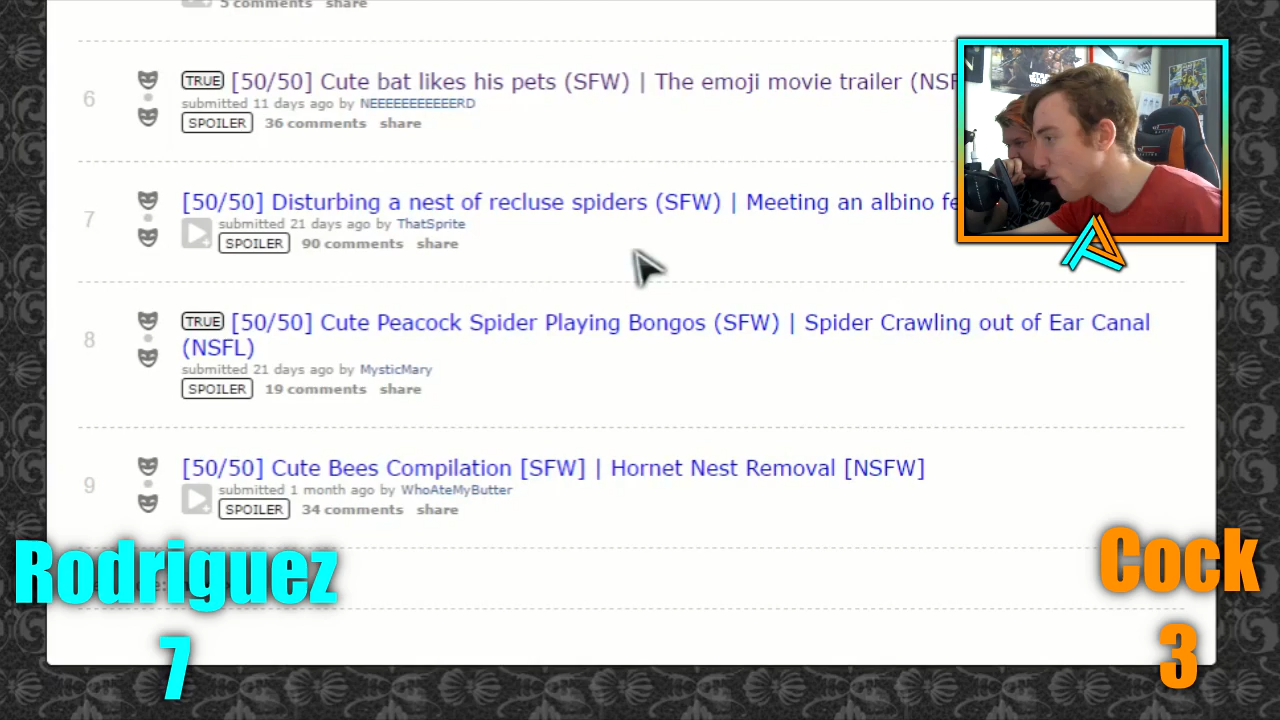 5 comments share
6
TRUE [50/50] Cute bat likes his pets (SFW) | The emoji movie trailer (NSF
submitted 11 days ago by NEEEEEEEEEEERD
SPOILER 36 comments share
7
[50/50] Disturbing a nest of recluse spiders (SFW) | Meeting an albino fe
submitted 21 days ago by ThatSprite
SPOILER 90 comments share
8
TRUE [50/50] Cute Peacock Spider Playing Bongos (SFW) | Spider Crawling out of Ear Canal
(NSFL)
submitted 21 days ago by MysticMary
SPOILER 19 comments share
9
[50/50] Cute Bees Compilation [SFW] | Hornet Nest Removal [NSFW]
submitted 1 month ago by WhoAteMyButter
SPOILER 34 comments share
Rodriguez
7
Cock
3